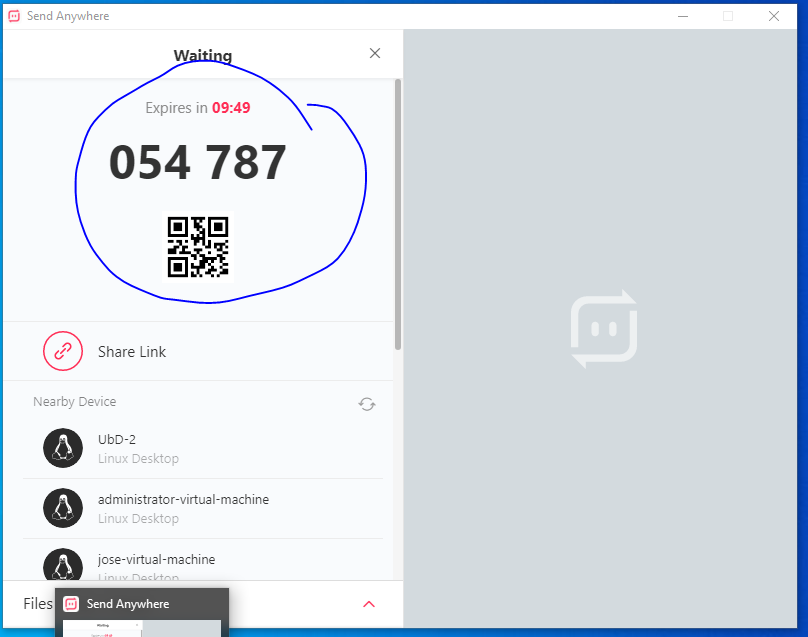 Send Anywhere
Waiting
Expires in 09:49
054 787
Share Link
Nearby Device
UbD-2
Linux Desktop
administrator-virtual-machine
Linux Desktop
jose-virtual-machine
Linux Desktop
Files
Send Anywhere
Waiting